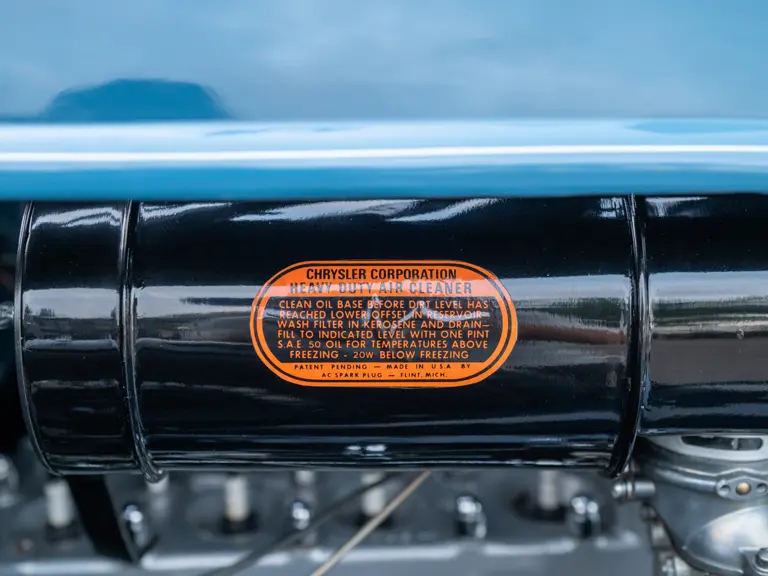 CHRYSLER CORPORATION
HEAVY DUTY AIR CLEANER
CLEAN OIL BASE BEFORE DIRT LEVEL HAS
REACHED LOWER OFFSET IN RESERVOIR
WASH FILTER IN KEROSENE AND DRAIN—
FILL TO INDICATED LEVEL WITH ONE PINT
S.A.E. 50 OIL FOR TEMPERATURES ABOVE
FREEZING - 20W BELOW FREEZING
PATENT PENDING — MADE IN U.S.A BY
AC SPARK PLUG — FLINT, MICH.